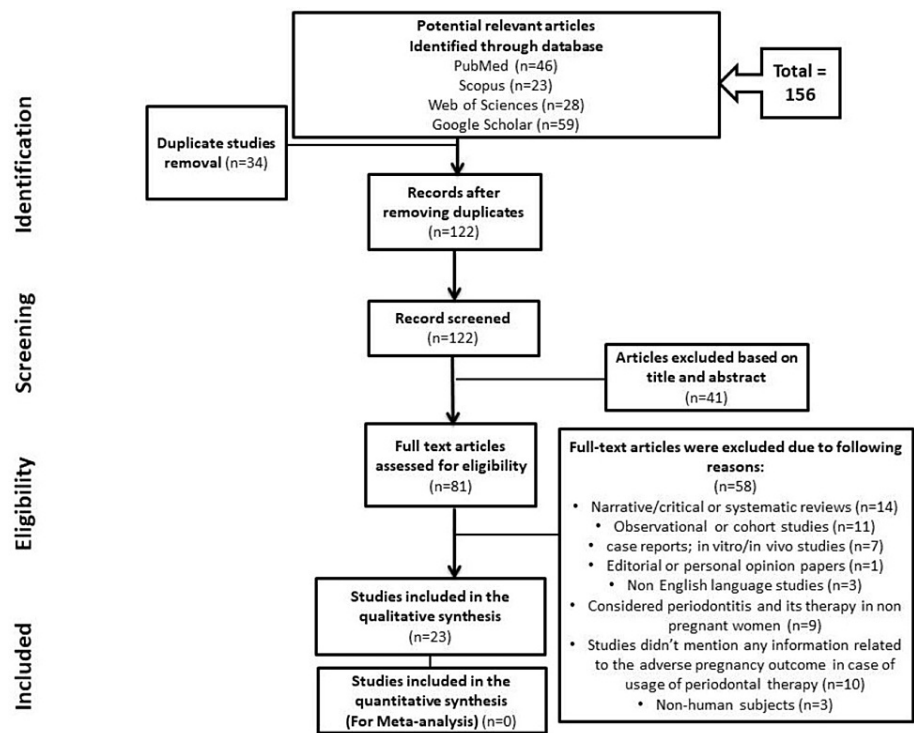 Potential relevant articles
Identified through database
PubMed (n=46)
Scopus (n=23)
Web of Sciences (n=28)
Google Scholar (n=59)
Total =
156
Identification
Duplicate studies
removal (n=34)
Records after
removing duplicates
(n=122)
Screening
Record screened
(n=122)
Articles excluded based on
title and abstract
(n=41)
Eligibility
Full text articles
assessed for eligibility
(n=81)
Full-text articles were excluded due to following
reasons:
(n=58)
• Narrative/critical or systematic reviews (n=14)
• Observational or cohort studies (n=11)
• case reports; in vitro/in vivo studies (n=7)
• Editorial or personal opinion papers (n=1)
• Non English language studies (n=3)
• Considered periodontitis and its therapy in non
pregnant women (n=9)
• Studies didn't mention any information related
to the adverse pregnancy outcome in case of
usage of periodontal therapy (n=10)
• Non-human subjects (n=3)
Included
Studies included in the
qualitative synthesis
(n=23)
Studies included in the
quantitative synthesis
(For Meta-analysis) (n=0)